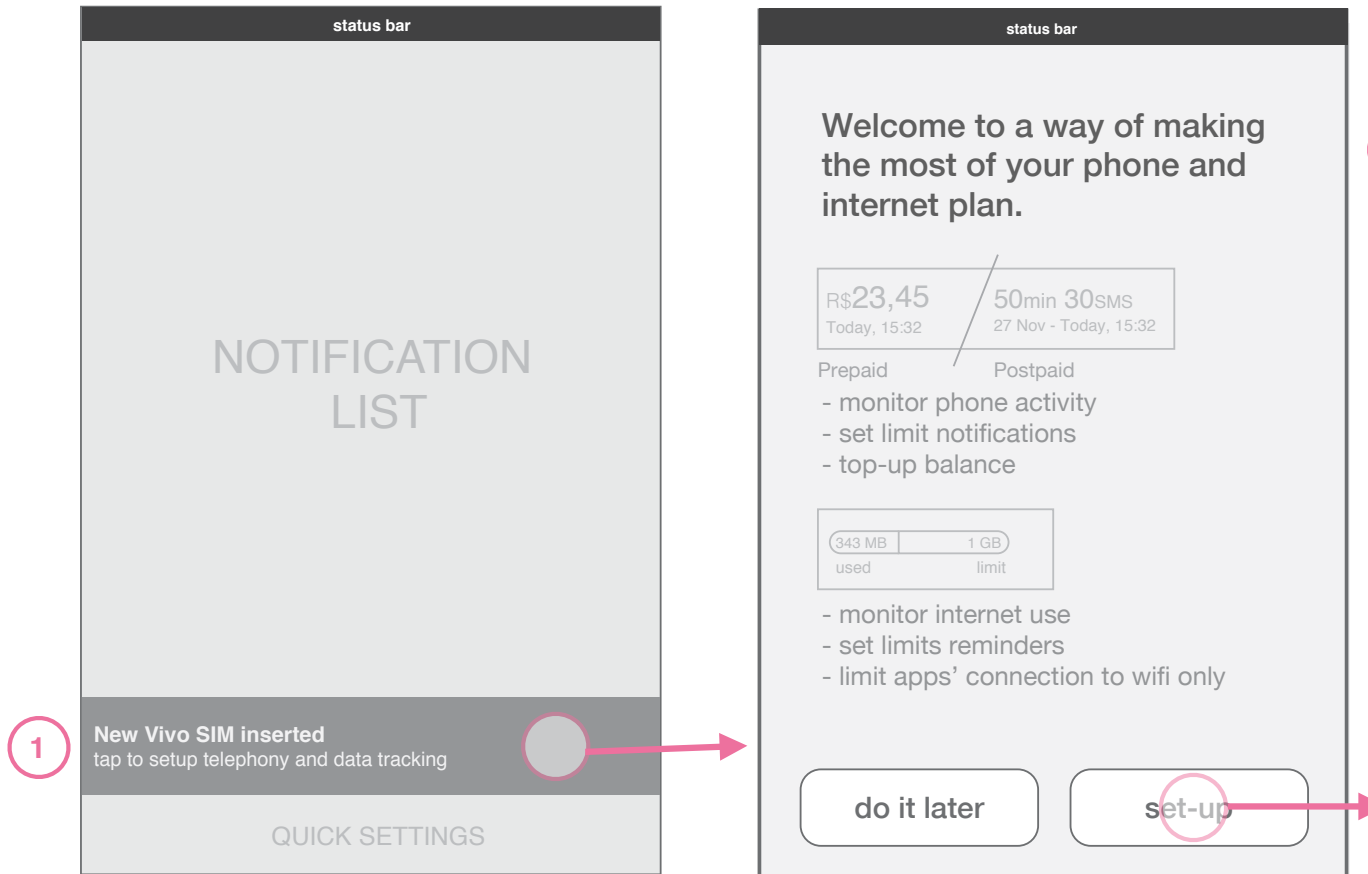 status bar
NOTIFICATION
LIST
1
New Vivo SIM inserted
tap to setup telephony and data tracking
QUICK SETTINGS
status bar
Welcome to a way of making
the most of your phone and
internet plan.
R$23,45
Today, 15:32
50min 30SMS
27 Nov - Today, 15:32
Prepaid
Postpaid
- monitor phone activity
- set limit notifications
- top-up balance
343 MB 1 GB
used limit
- monitor internet use
- set limits reminders
- limit apps’ connection to wifi only
do it later
set-up